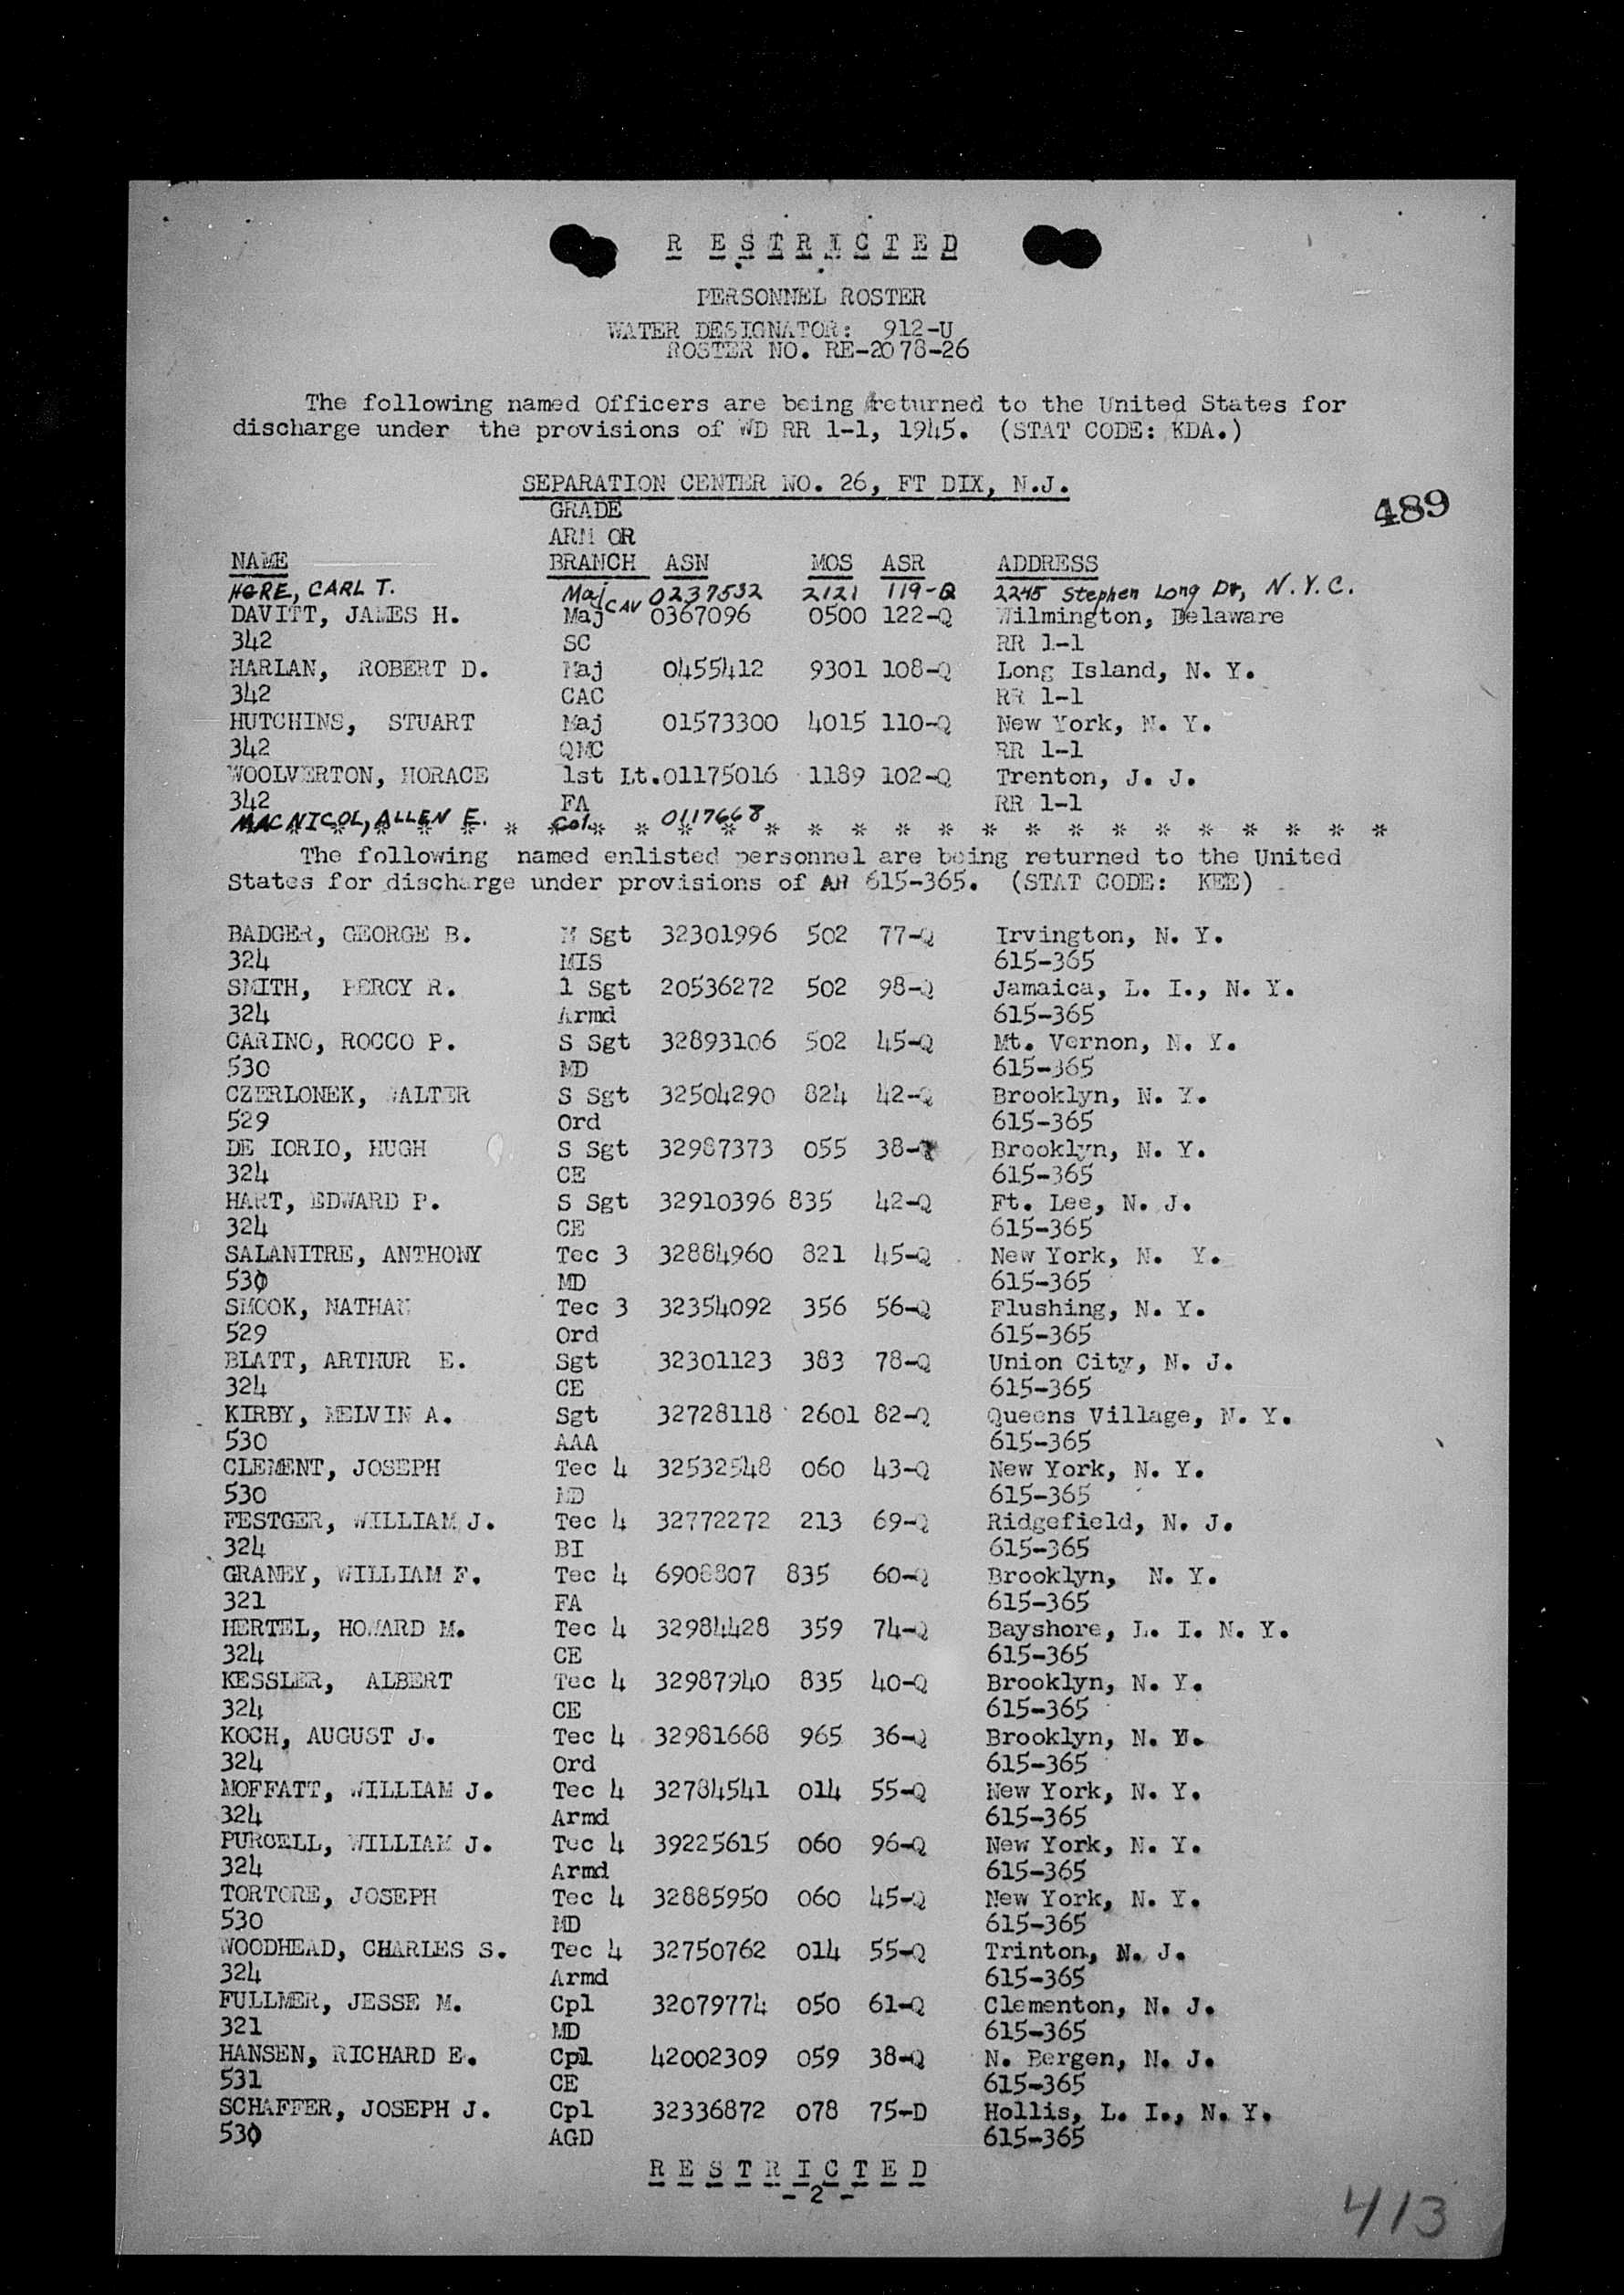 R E S T R I C T E D
PERSONNEL ROSTER
WATER DESIGNATOR: 912-U
ROSTER NO. RE-2078-26
The following named Officers are being returned to the United States for
discharge under the provisions of WD RR 1-1, 1945. (STAT CODE: KDA.)
SEPARATION CENTER NO. 26, FT DIX, N.J.
489
GRADE
ARM OR
NAME BRANCH ASN MOS ASR ADDRESS
HGRE, CARL T. Maj CAV 0237532 2121 119-Q 2245 Stephen Long Dr, N.Y.C.
DAVITT, JAMES H. Maj 0367096 0500 122-Q Wilmington, Delaware
342 SC RR 1-1
HARLAN, ROBERT D. Maj 0455412 9301 108-Q Long Island, N. Y.
342 CAC RR 1-1
HUTCHINS, STUART Maj 01573300 4015 110-Q New York, N. Y.
342 QMC RR 1-1
WOOLVERTON, HORACE 1st Lt. 01175016 1189 102-Q Trenton, J. J.
342 FA RR 1-1
MACNICOL, ALLEN E. Col. 0117668
* * * * * * * * * * * * * * * * * * * * * * * * * *
The following named enlisted personnel are being returned to the United
States for discharge under provisions of AR 615-365. (STAT CODE: KEE)
BADGER, GEORGE B. M Sgt 32301996 502 77-Q Irvington, N. Y.
324 MIS 615-365
SMITH, PERCY R. 1 Sgt 20536272 502 98-Q Jamaica, L. I., N. Y.
324 Armd 615-365
CARINO, ROCCO P. S Sgt 32893106 502 45-Q Mt. Vernon, N. Y.
530 MD 615-365
CZERLONEK, WALTER S Sgt 32504290 824 42-Q Brooklyn, N. Y.
529 Ord 615-365
DE IORIO, HUGH S Sgt 32987373 055 38-Q Brooklyn, N. Y.
324 CE 615-365
HART, EDWARD P. S Sgt 32910396 835 42-Q Ft. Lee, N. J.
324 CE 615-365
SALANITRE, ANTHONY Tec 3 32884960 821 45-Q New York, N. Y.
530 MD 615-365
SMOOK, NATHAN Tec 3 32354092 356 56-Q Flushing, N. Y.
529 Ord 615-365
BLATT, ARTHUR E. Sgt 32301123 383 78-Q Union City, N. J.
324 CE 615-365
KIRBY, MELVIN A. Sgt 32728118 2601 82-Q Queens Village, N. Y.
530 AAA 615-365
CLEMENT, JOSEPH Tec 4 32532548 060 43-Q New York, N. Y.
530 MD 615-365
FESTGER, WILLIAM J. Tec 4 32772272 213 69-Q Ridgefield, N. J.
324 BI 615-365
GRANEY, WILLIAM F. Tec 4 6908807 835 60-Q Brooklyn, N. Y.
321 FA 615-365
HERTEL, HOWARD M. Tec 4 32984428 359 74-Q Bayshore, L. I. N. Y.
324 CE 615-365
KESSLER, ALBERT Tec 4 32987940 835 40-Q Brooklyn, N. Y.
324 CE 615-365
KOCH, AUGUST J. Tec 4 32981668 965 36-Q Brooklyn, N. Y.
324 Ord 615-365
MOFFATT, WILLIAM J. Tec 4 32784541 014 55-Q New York, N. Y.
324 Armd 615-365
PURCELL, WILLIAM J. Tec 4 39225615 060 96-Q New York, N. Y.
324 Armd 615-365
TORTORE, JOSEPH Tec 4 32885950 060 45-Q New York, N. Y.
530 MD 615-365
WOODHEAD, CHARLES S. Tec 4 32750762 014 55-Q Trinton, N. J.
324 Armd 615-365
FULLMER, JESSE M. Cpl 32079774 050 61-Q Clementon, N. J.
321 MD 615-365
HANSEN, RICHARD E. Cpl 42002309 059 38-Q N. Bergen, N. J.
531 CE 615-365
SCHAFFER, JOSEPH J. Cpl 32336872 078 75-D Hollis, L. I., N. Y.
530 AGD 615-365
R E S T R I C T E D
- 2 -
413